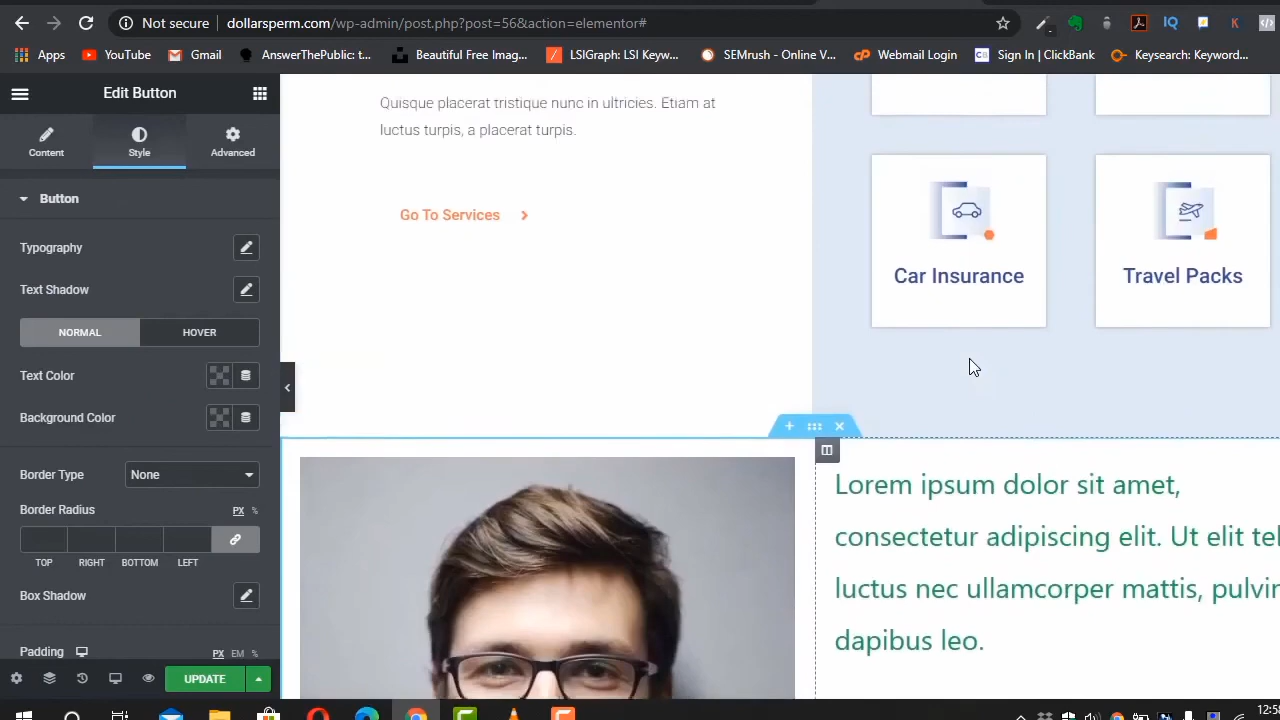 Not secure
dollarsperm.com/wp-admin/post.php?post=56&action=elementor#
Apps
YouTube
Gmail
AnswerThePublic: t...
Beautiful Free Imag...
LSIGraph: LSI Keyw...
SEMrush - Online V...
Webmail Login
Sign In | ClickBank
Keysearch: Keyword...
Edit Button
Content
Style
Advanced
Button
Typography
Text Shadow
NORMAL
HOVER
Text Color
Background Color
Border Type
None
Border Radius
PX %
TOP
RIGHT
BOTTOM
LEFT
Box Shadow
Padding
PX EM %
UPDATE
Quisque placerat tristique nunc in ultricies. Etiam at
luctus turpis, a placerat turpis.
Go To Services
Car Insurance
Travel Packs
Lorem ipsum dolor sit amet,
consectetur adipiscing elit. Ut elit
luctus nec ullamcorper mattis,
dapibus leo.